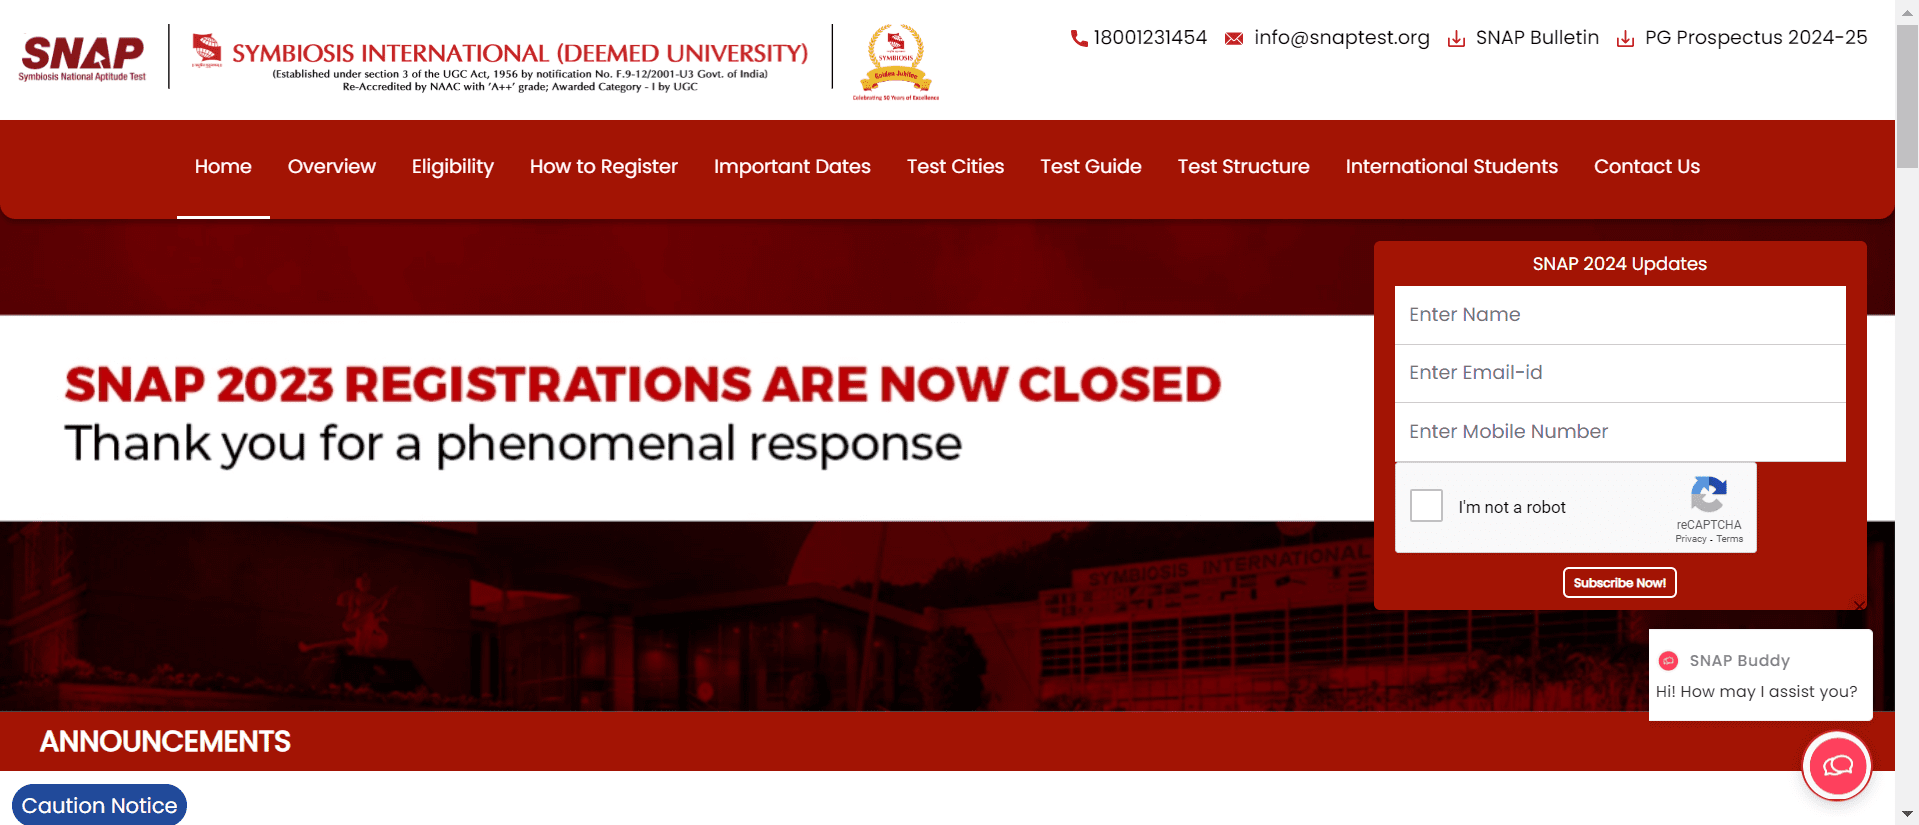 SNAP
Symbiosis National Aptitude Test
SYMBIOSIS INTERNATIONAL (DEEMED UNIVERSITY)
(Established under section 3 of the UGC Act, 1956 by notification No. F.9-12/2001-U3 Govt. of India)
Re-Accredited by NAAC with 'A++' grade; Awarded Category - I by UGC
SYMBIOSIS
Golden Jubilee
Celebrating 50 Years of Excellence
18001231454 info@snaptest.org SNAP Bulletin PG Prospectus 2024-25
Home Overview Eligibility How to Register Important Dates Test Cities Test Guide Test Structure International Students Contact Us
SNAP 2023 REGISTRATIONS ARE NOW CLOSED
Thank you for a phenomenal response
SNAP 2024 Updates
Enter Name
Enter Email-id
Enter Mobile Number
I'm not a robot
reCAPTCHA
Privacy - Terms
Subscribe Now!
SYMBIOSIS INTERNATIONAL
SNAP Buddy
Hi! How may I assist you?
ANNOUNCEMENTS
Caution Notice